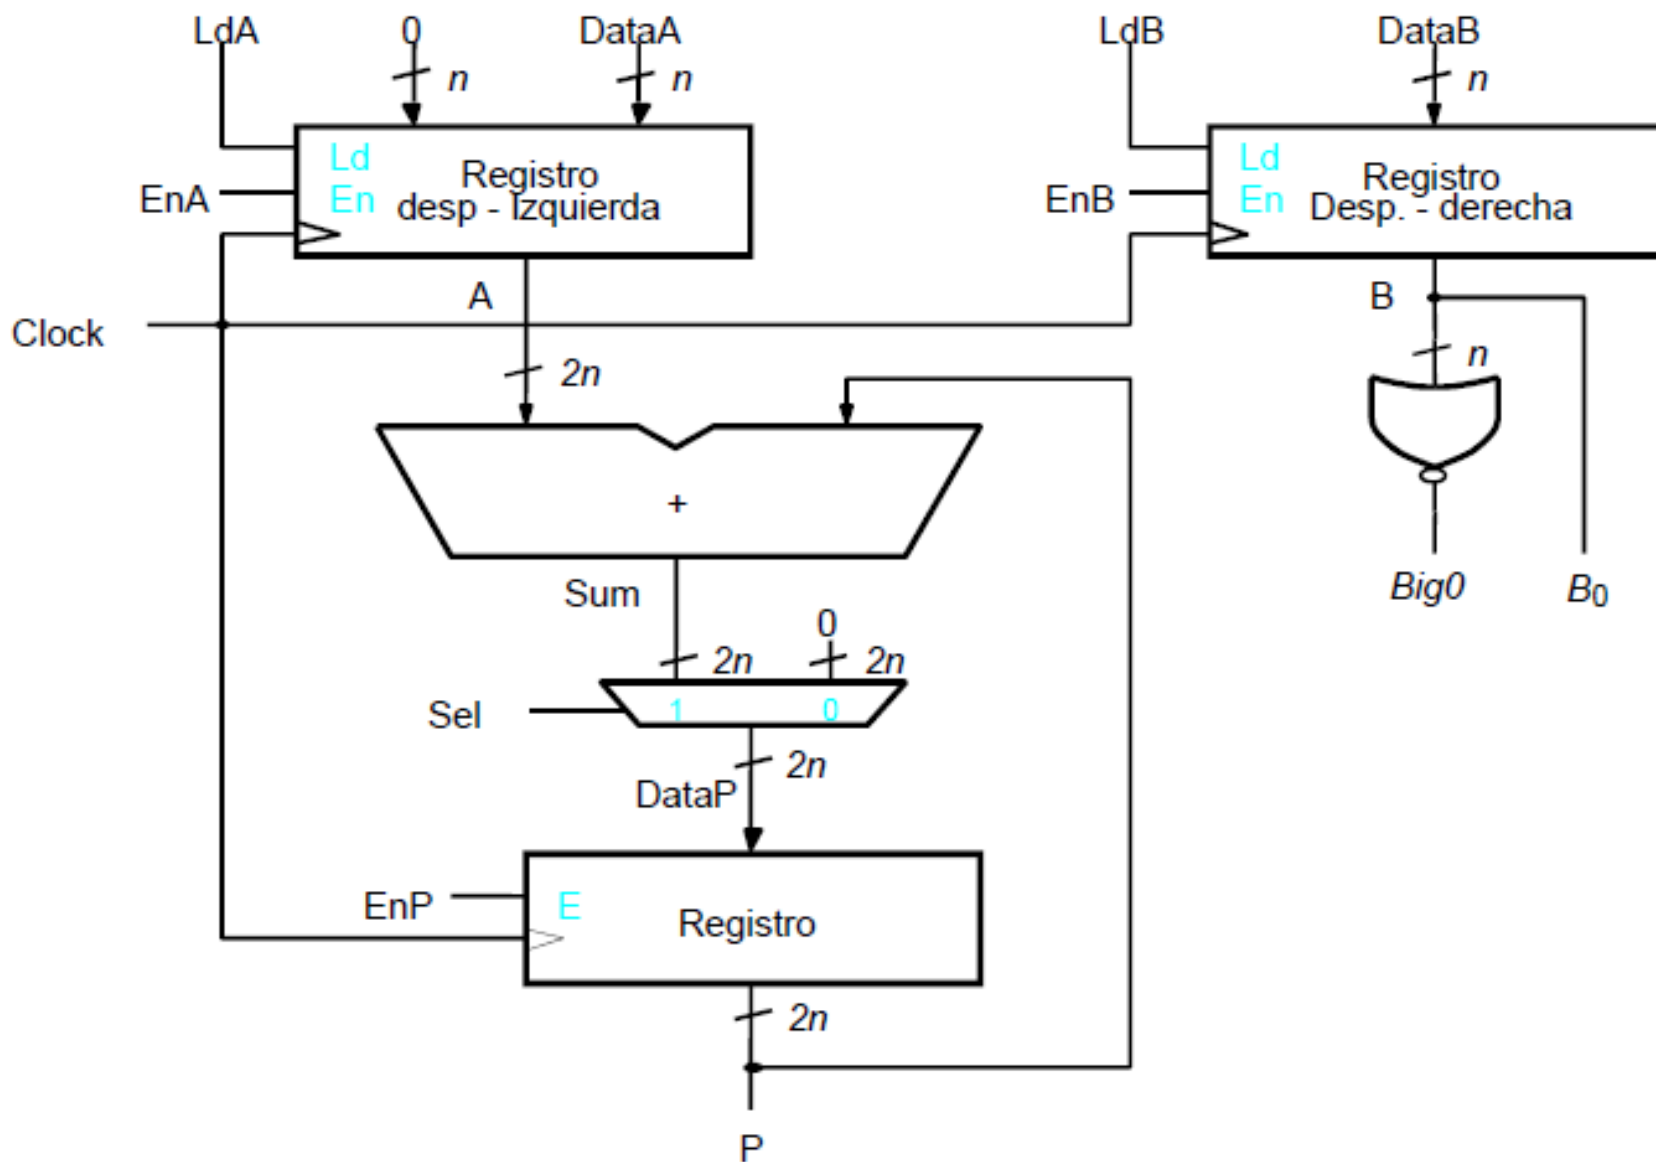 LdA 0 DataA LdB DataB
n n n
Ld Registro Ld Registro
EnA En desp - Izquierda EnB En Desp. - derecha
A B
Clock
2n n
+
Sum Big0 B0
0
2n 2n
Sel 1 0
2n
DataP
EnP E Registro
2n
P